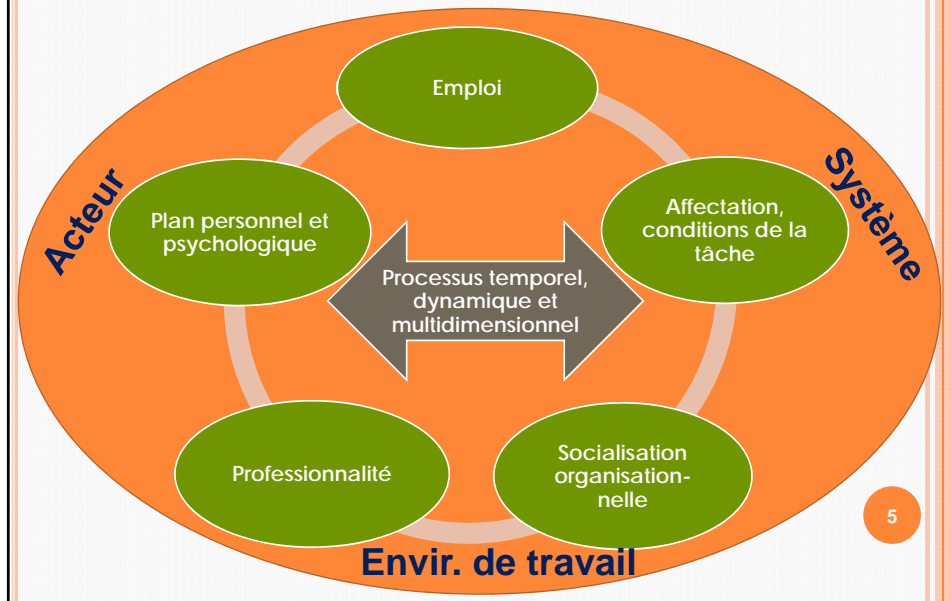 Emploi
Acteur
Système
Plan personnel et
psychologique
Affectation,
conditions de la
tâche
Processus temporel,
dynamique et
multidimensionnel
Professionnalité
Socialisation
organisation-
nelle
5
Envir. de travail